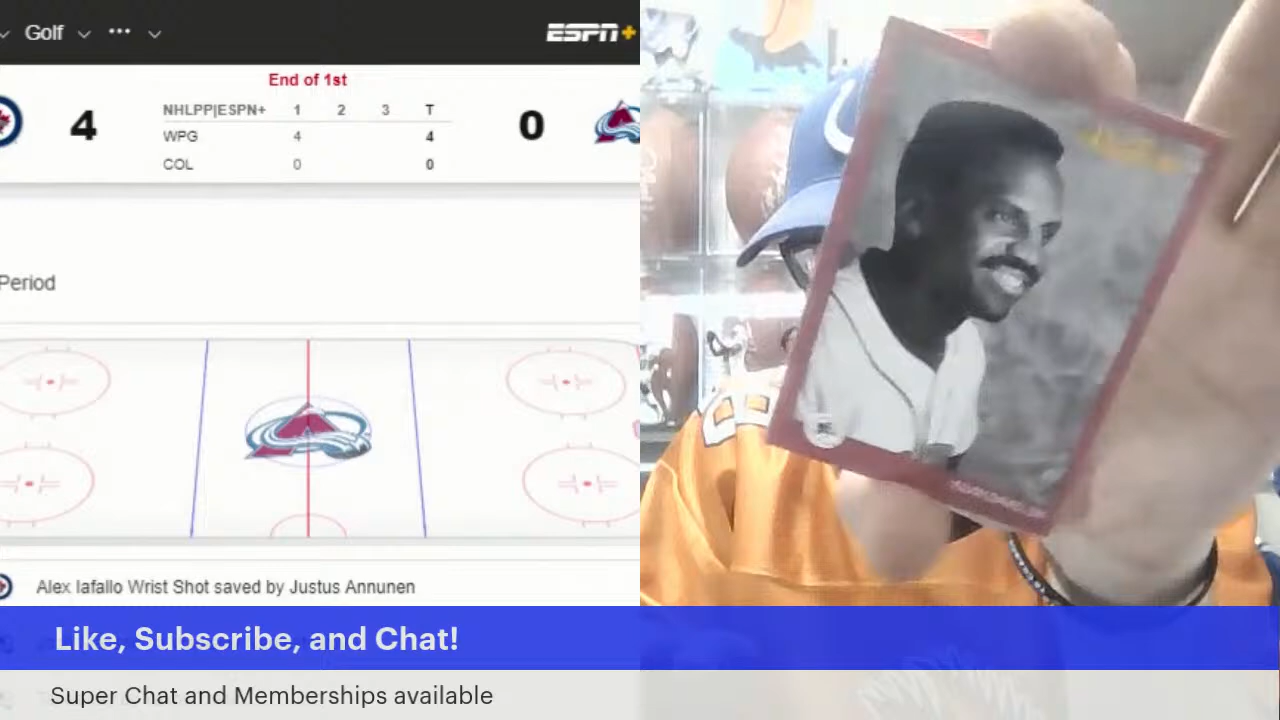 Golf
ESPN+
End of 1st
4
NHLPP|ESPN+ 1 2 3 T
WPG 4 4
COL 0 0
0
Period
Alex Iafallo Wrist Shot saved by Justus Annunen
Like, Subscribe, and Chat!
Super Chat and Memberships available